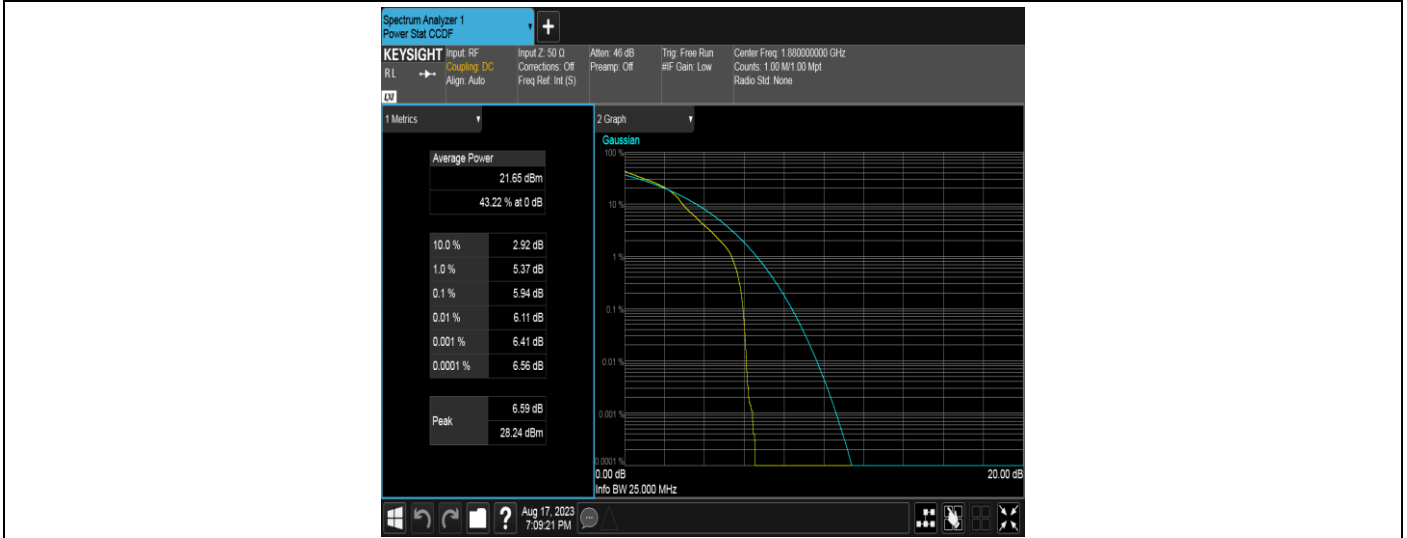 Spectrum Analyzer 1
Power Stat CCDF
+
KEYSIGHT
RL
LXI
Input: RF
Coupling: DC
Align: Auto
Input Z: 50 Ω
Corrections: Off
Freq Ref: Int (S)
Atten: 46 dB
Preamp: Off
Trig: Free Run
#IF Gain: Low
Center Freq: 1.880000000 GHz
Counts: 1.00 M/1.00 Mpt
Radio Std: None
1 Metrics
Average Power
21.65 dBm
43.22 % at 0 dB
10.0 % 2.92 dB
1.0 % 5.37 dB
0.1 % 5.94 dB
0.01 % 6.11 dB
0.001 % 6.41 dB
0.0001 % 6.56 dB
Peak
6.59 dB
28.24 dBm
2 Graph
Gaussian
100 %
10 %
1 %
0.1 %
0.01 %
0.001 %
0.0001 %
0.00 dB 20.00 dB
Info BW 25.000 MHz
?
Aug 17, 2023
7:09:21 PM